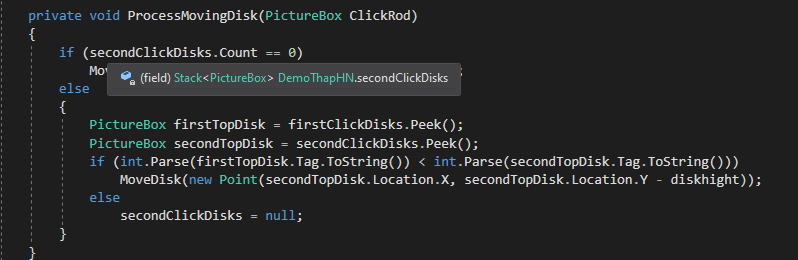 private void ProcessMovingDisk(PictureBox ClickRod)
{
if (secondClickDisks.Count == 0)
(field) Stack<PictureBox> DemoThapHN.secondClickDisks
else
{
PictureBox firstTopDisk = firstClickDisks.Peek();
PictureBox secondTopDisk = secondClickDisks.Peek();
if (int.Parse(firstTopDisk.Tag.ToString()) < int.Parse(secondTopDisk.Tag.ToString()))
MoveDisk(new Point(secondTopDisk.Location.X, secondTopDisk.Location.Y - diskhight));
else
secondClickDisks = null;
}
}